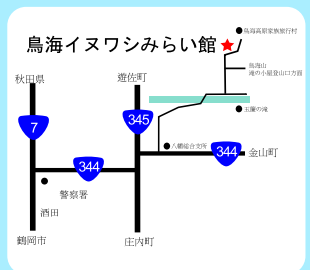 鳥海高原家族旅行村
鳥海イヌワシみらい館
鳥海山
滝の小屋登山口方面
秋田県
遊佐町
玉簾の滝
7
345
八幡総合支所
344
金山町
344
警察署
酒田
鶴岡市
庄内町